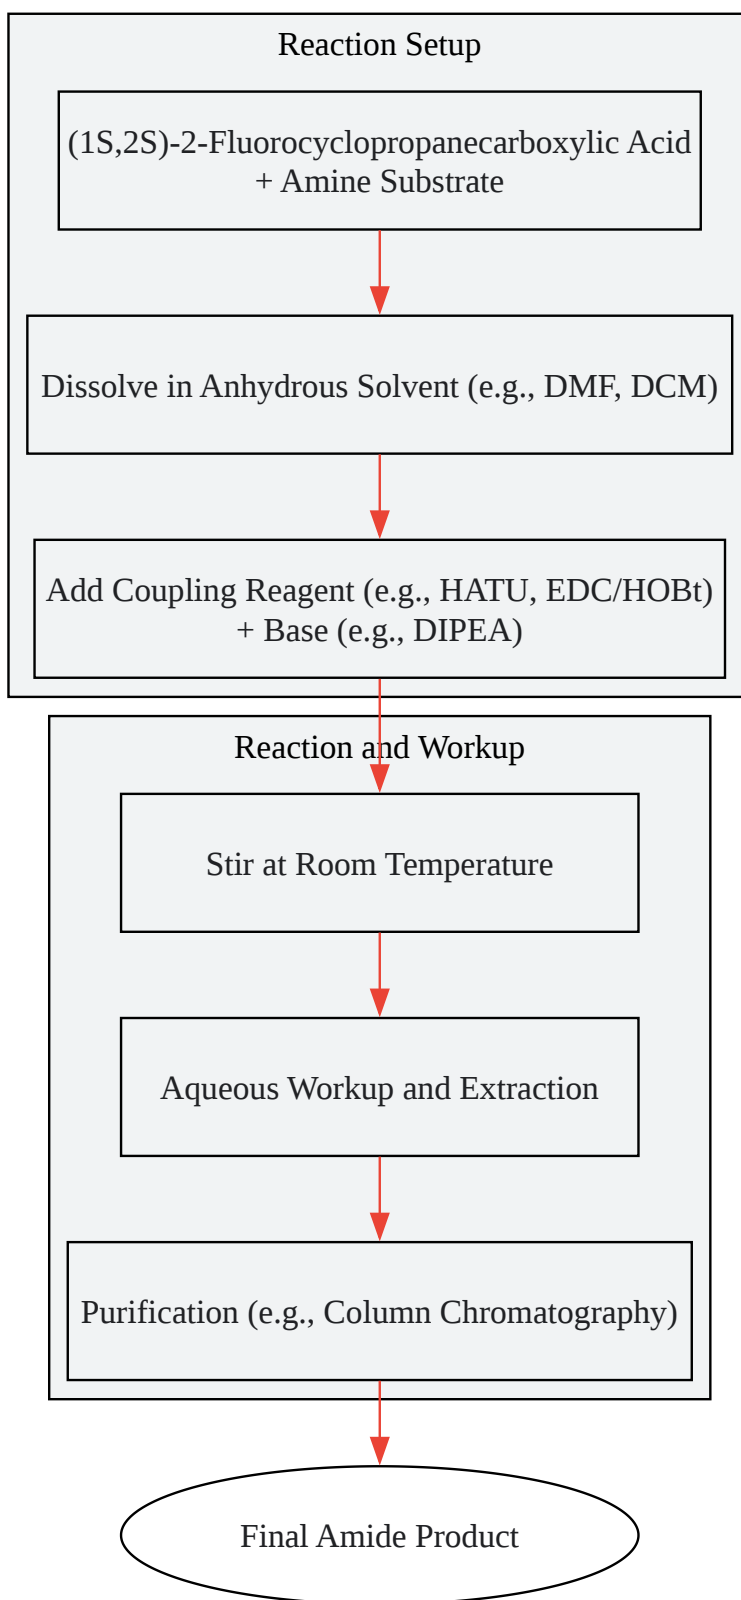 Reaction Setup
(1S,2S)-2-Fluorocyclopropanecarboxylic Acid
+ Amine Substrate
Dissolve in Anhydrous Solvent (e.g., DMF, DCM)
Add Coupling Reagent (e.g., HATU, EDC/HOBt)
+ Base (e.g., DIPEA)
Reaction and Workup
Stir at Room Temperature
Aqueous Workup and Extraction
Purification (e.g., Column Chromatography)
Final Amide Product